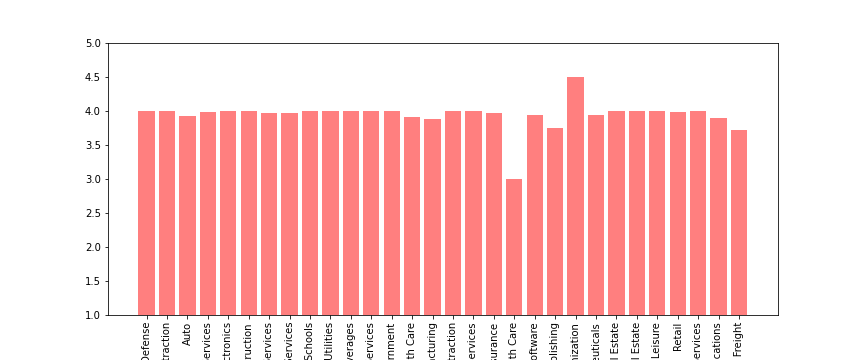 5.0
4.5
4.0
3.5
3.0
2.5
2.0
1.5
1.0
Defense
traction
Auto
ervices
ctronics
ruction
ervices
ervices
Schools
Utilities
verages
ervices
rnment
th Care
cturing
traction
ervices
urance
th Care
oftware
blishing
nization
euticals
l Estate
l Estate
Leisure
Retail
ervices
cations
Freight